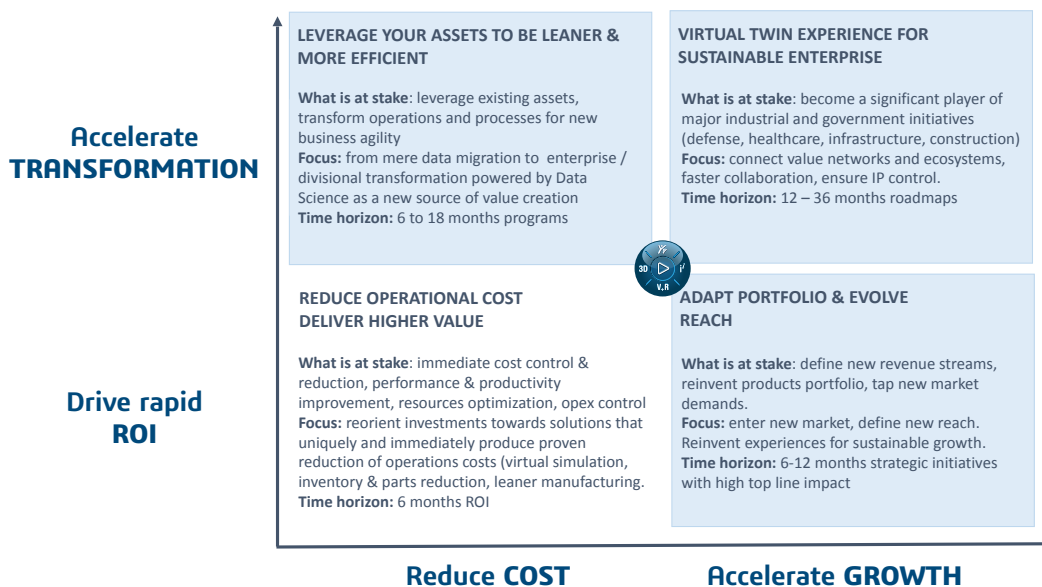 LEVERAGE YOUR ASSETS TO BE LEANER &
MORE EFFICIENT
What is at stake: leverage existing assets,
transform operations and processes for new
business agility
Focus: from mere data migration to enterprise /
divisional transformation powered by Data
Science as a new source of value creation
Time horizon: 6 to 18 months programs
VIRTUAL TWIN EXPERIENCE FOR
SUSTAINABLE ENTERPRISE
What is at stake: become a significant player of
major industrial and government initiatives
(defense, healthcare, infrastructure, construction)
Focus: connect value networks and ecosystems,
faster collaboration, ensure IP control.
Time horizon: 12 – 36 months roadmaps
Accelerate
TRANSFORMATION
3D
V.R
REDUCE OPERATIONAL COST
DELIVER HIGHER VALUE
What is at stake: immediate cost control &
reduction, performance & productivity
improvement, resources optimization, opex control
Focus: reorient investments towards solutions that
uniquely and immediately produce proven
reduction of operations costs (virtual simulation,
inventory & parts reduction, leaner manufacturing.
Time horizon: 6 months ROI
ADAPT PORTFOLIO & EVOLVE
REACH
What is at stake: define new revenue streams,
reinvent products portfolio, tap new market
demands.
Focus: enter new market, define new reach.
Reinvent experiences for sustainable growth.
Time horizon: 6-12 months strategic initiatives
with high top line impact
Drive rapid
ROI
Reduce COST
Accelerate GROWTH